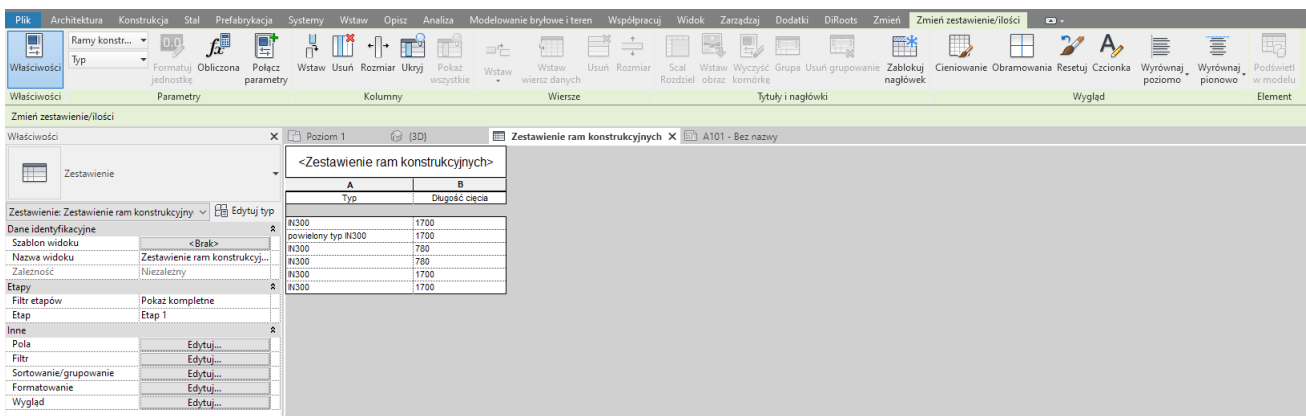 Plik Architektura Konstrukcja Stal Prefabrykacja Systemy Wstaw Opisz Analiza Modelowanie bryłowe i teren Współpracuj Widok Zarządzaj Dodatki DiRoots Zmień Zmień zestawienie/ilości
Ramy konstr...
Typ
Właściwości Formatuj jednostkę Obliczona Połącz parametry Wstaw Usuń Rozmiar Ukryj Pokaż wszystkie Wstaw Wstaw wiersz danych Usuń Rozmiar Scal Rozdziel Wstaw obraz Wyczyść komórkę Grupa Usuń grupowanie Zablokuj nagłówek Cieniowanie Obramowania Resetuj Czcionka Wyrównaj poziomo Wyrównaj pionowo Podświetl w modelu
Właściwości Parametry Kolumny Wiersze Tytuły i nagłówki Wygląd Element
Zmień zestawienie/ilości
Właściwości X Poziom 1 {3D} Zestawienie ram konstrukcyjnych X A101 - Bez nazwy
Zestawienie
Zestawienie: Zestawienie ram konstrukcyjny Edytuj typ
Dane identyfikacyjne
Szablon widoku <Brak>
Nazwa widoku Zestawienie ram konstrukcyj...
Zależność Niezależny
Etapy
Filtr etapów Pokaż kompletne
Etap Etap 1
Inne
Pola Edytuj...
Filtr Edytuj...
Sortowanie/grupowanie Edytuj...
Formatowanie Edytuj...
Wygląd Edytuj...
<Zestawienie ram konstrukcyjnych>
A B
Typ Długość cięcia
IN300 1700
powielony typ IN300 1700
IN300 780
IN300 780
IN300 1700
IN300 1700